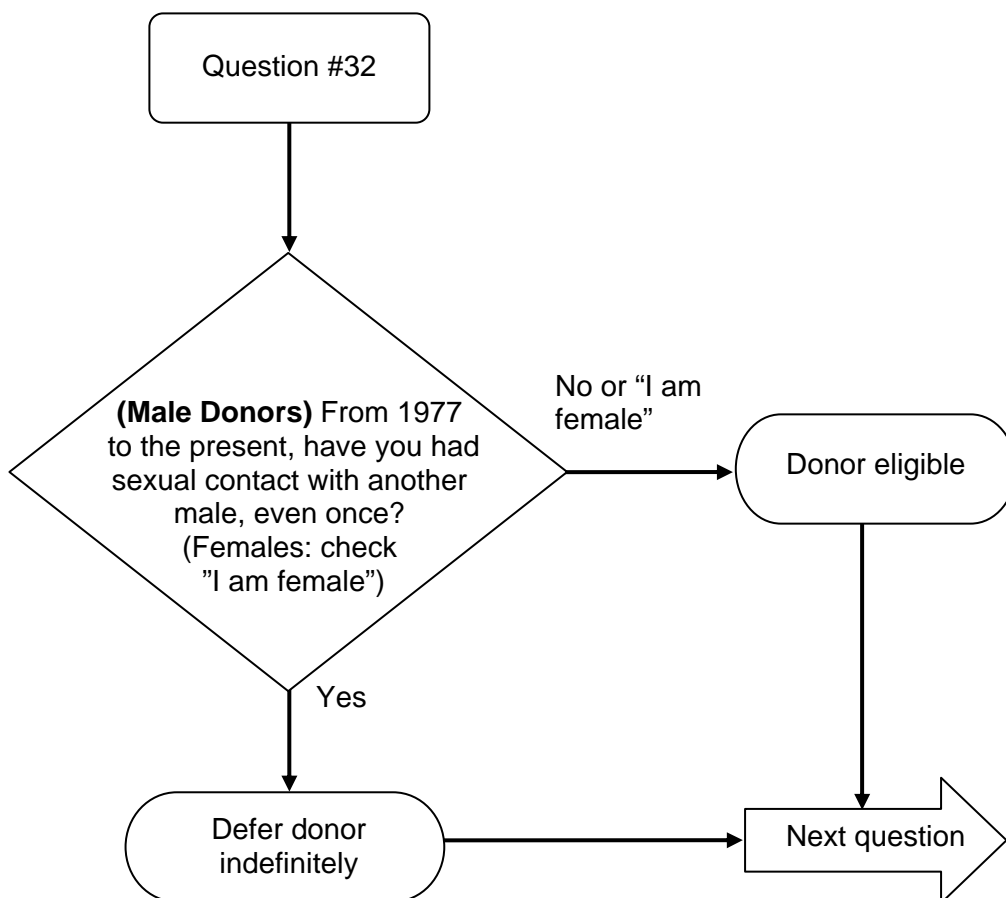 Question #32
(Male Donors) From 1977
to the present, have you had
sexual contact with another
male, even once?
(Females: check
”I am female”)
No or “I am
female”
Donor eligible
Yes
Defer donor
indefinitely
Next question